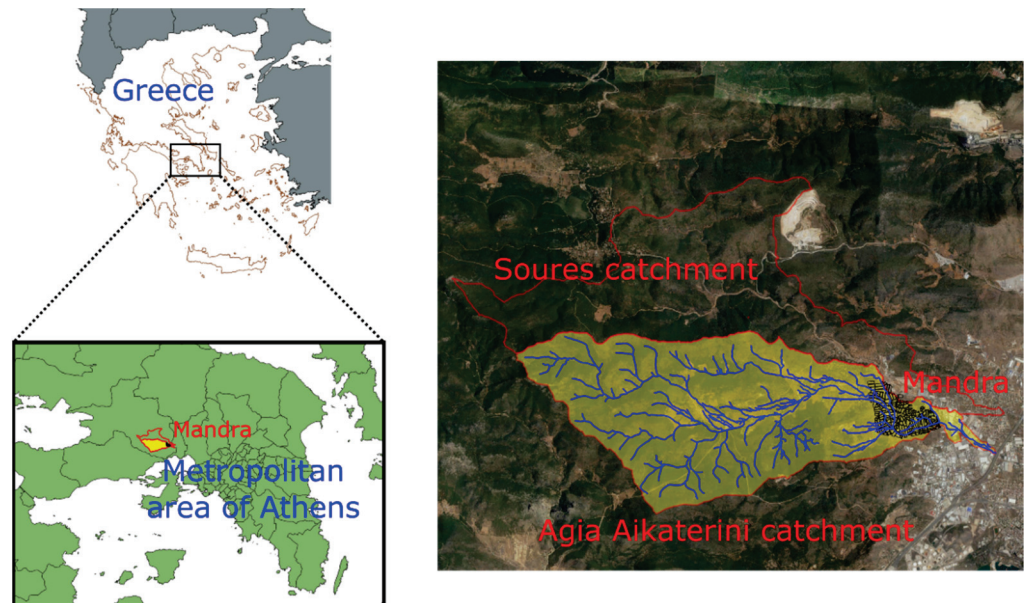 Greece
Mandra
Metropolitan
area of Athens
Soures catchment
Mandra
Agia Aikaterini catchment